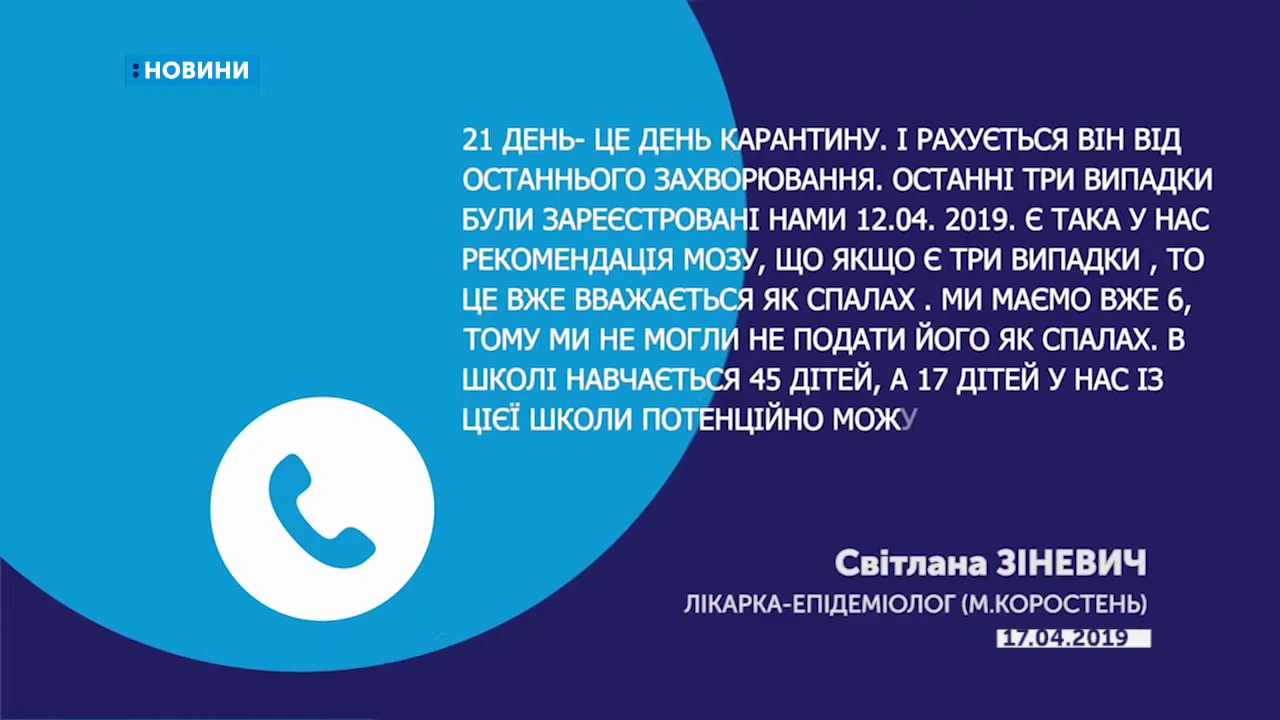 :НОВИНИ
21 ДЕНЬ- ЦЕ ДЕНЬ КАРАНТИНУ. І РАХУЄТЬСЯ ВІН ВІД
ОСТАННЬОГО ЗАХВОРЮВАННЯ. ОСТАННІ ТРИ ВИПАДКИ
БУЛИ ЗАРЕЄСТРОВАНІ НАМИ 12.04. 2019. Є ТАКА У НАС
РЕКОМЕНДАЦІЯ МОЗУ, ЩО ЯКЩО Є ТРИ ВИПАДКИ , ТО
ЦЕ ВЖЕ ВВАЖАЄТЬСЯ ЯК СПАЛАХ . МИ МАЄМО ВЖЕ 6,
ТОМУ МИ НЕ МОГЛИ НЕ ПОДАТИ ЙОГО ЯК СПАЛАХ. В
ШКОЛІ НАВЧАЄТЬСЯ 45 ДІТЕЙ, А 17 ДІТЕЙ У НАС ІЗ
ЦІЄЇ ШКОЛИ ПОТЕНЦІЙНО МОЖУ
Світлана ЗІНЕВИЧ
ЛІКАРКА-ЕПІДЕМІОЛОГ (М.КОРОСТЕНЬ)
17.04.2019